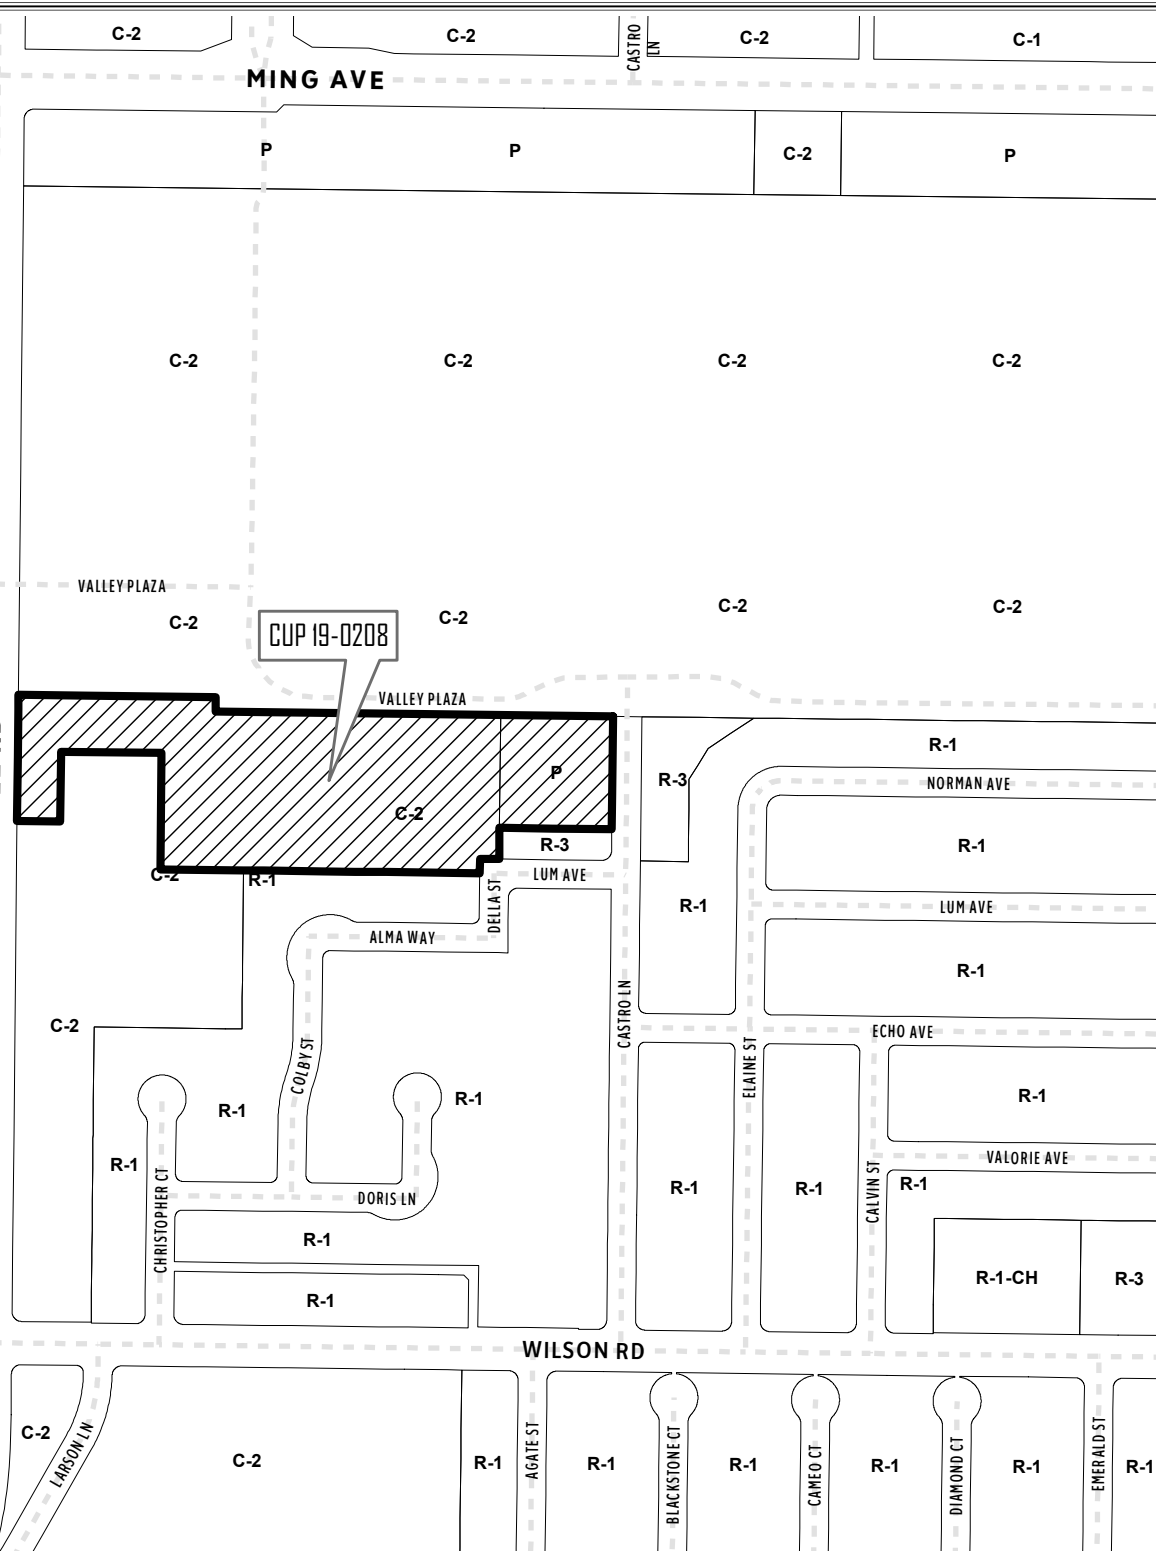 C-2
C-2
CASTRO
LN
C-2
C-1
MING AVE
P
P
C-2
P
C-2
C-2
C-2
C-2
VALLEY PLAZA
C-2
C-2
C-2
C-2
CUP 19-0208
VALLEY PLAZA
P
C-2
R-3
R-1
NORMAN AVE
R-3
R-1
LUM AVE
C-2
R-1
DELLA ST
R-1
LUM AVE
ALMA WAY
R-1
C-2
COLBY ST
CASTRO LN
ELAINE ST
ECHO AVE
R-1
R-1
R-1
R-1
CHRISTOPHER CT
DORIS LN
R-1
R-1
CALVIN ST
VALORIE AVE
R-1
R-1
R-1
R-1-CH
R-3
WILSON RD
C-2
LARSON LN
C-2
R-1
AGATE ST
R-1
BLACKSTONE CT
R-1
CAMEO CT
R-1
DIAMOND CT
R-1
EMERALD ST
R-1